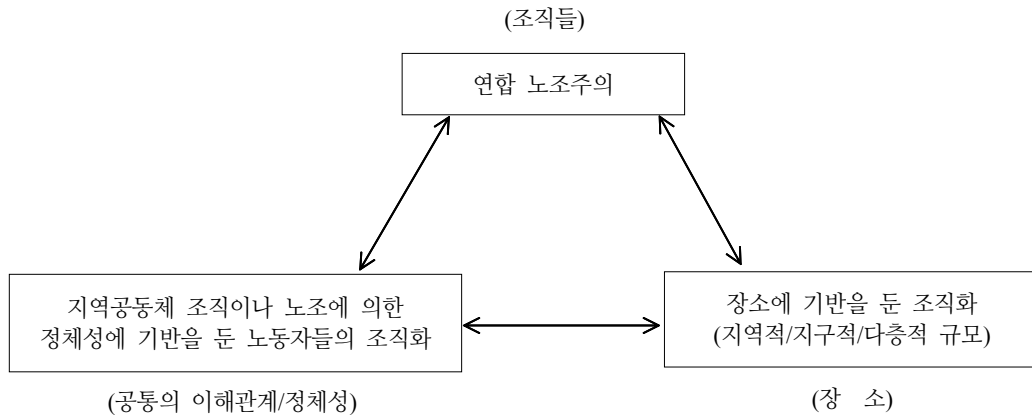 (조직들)
연합 노조주의
지역공동체 조직이나 노조에 의한
정체성에 기반을 둔 노동자들의 조직화
(공통의 이해관계/정체성)
장소에 기반을 둔 조직화
(지역적/지구적/다층적 규모)
(장 소)